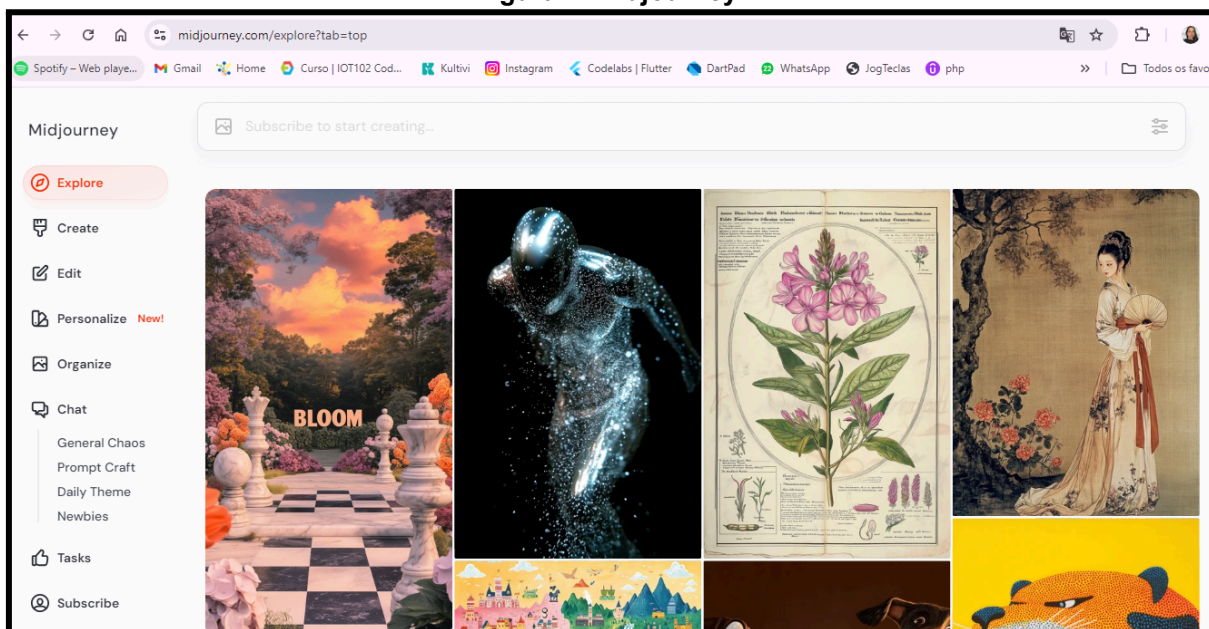 midjourney.com/explore?tab=top
Spotify – Web playe... Gmail Home Curso | IOT102 Cod... Kultivi Instagram Codelabs | Flutter DartPad WhatsApp JogTeclas php » Todos os favo
Midjourney
Subscribe to start creating...
Explore
Create
Edit
Personalize New!
Organize
Chat
General Chaos
Prompt Craft
Daily Theme
Newbies
Tasks
Subscribe
BLOOM